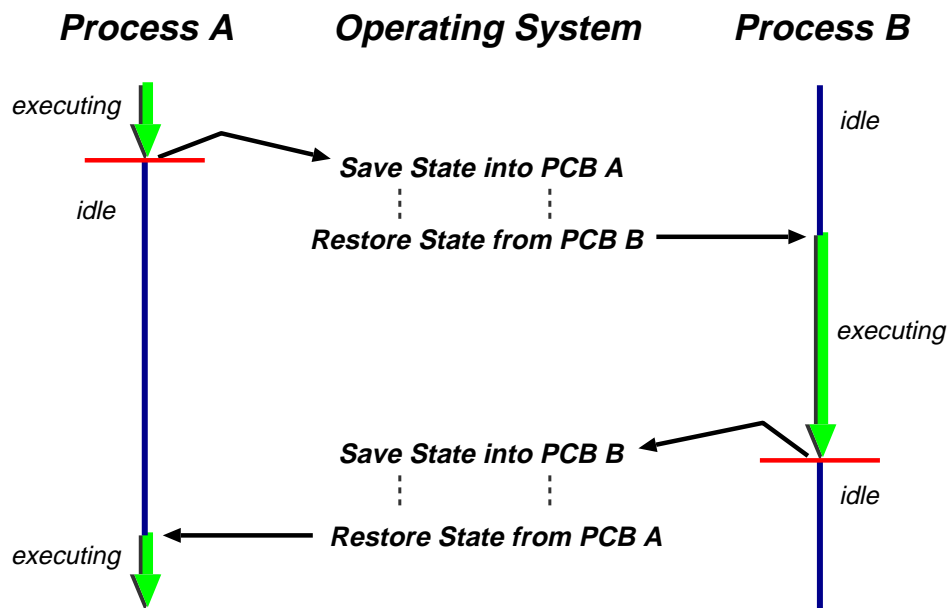 Process A
Operating System
Process B
executing
idle
Save State into PCB A
idle
Restore State from PCB B
executing
Save State into PCB B
idle
Restore State from PCB A
executing